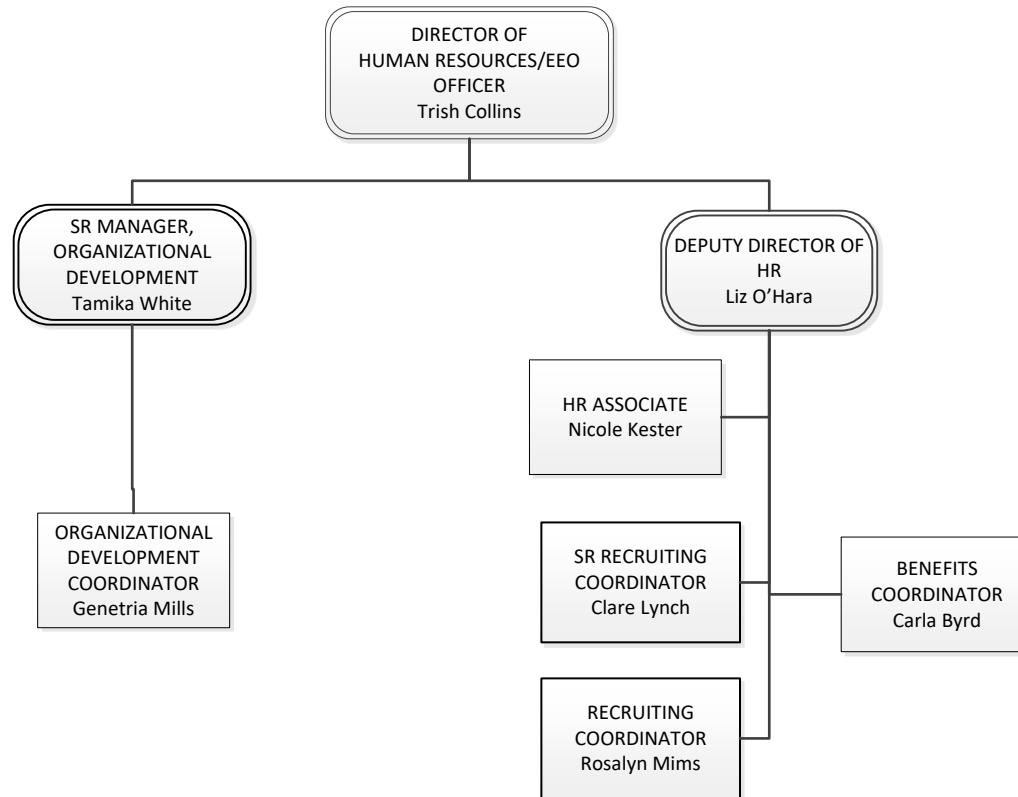 DIRECTOR OF
HUMAN RESOURCES/EEO
OFFICER
Trish Collins
SR MANAGER,
ORGANIZATIONAL
DEVELOPMENT
Tamika White
DEPUTY DIRECTOR OF
HR
Liz O’Hara
HR ASSOCIATE
Nicole Kester
ORGANIZATIONAL
DEVELOPMENT
COORDINATOR
Genetria Mills
SR RECRUITING
COORDINATOR
Clare Lynch
BENEFITS
COORDINATOR
Carla Byrd
RECRUITING
COORDINATOR
Rosalyn Mims